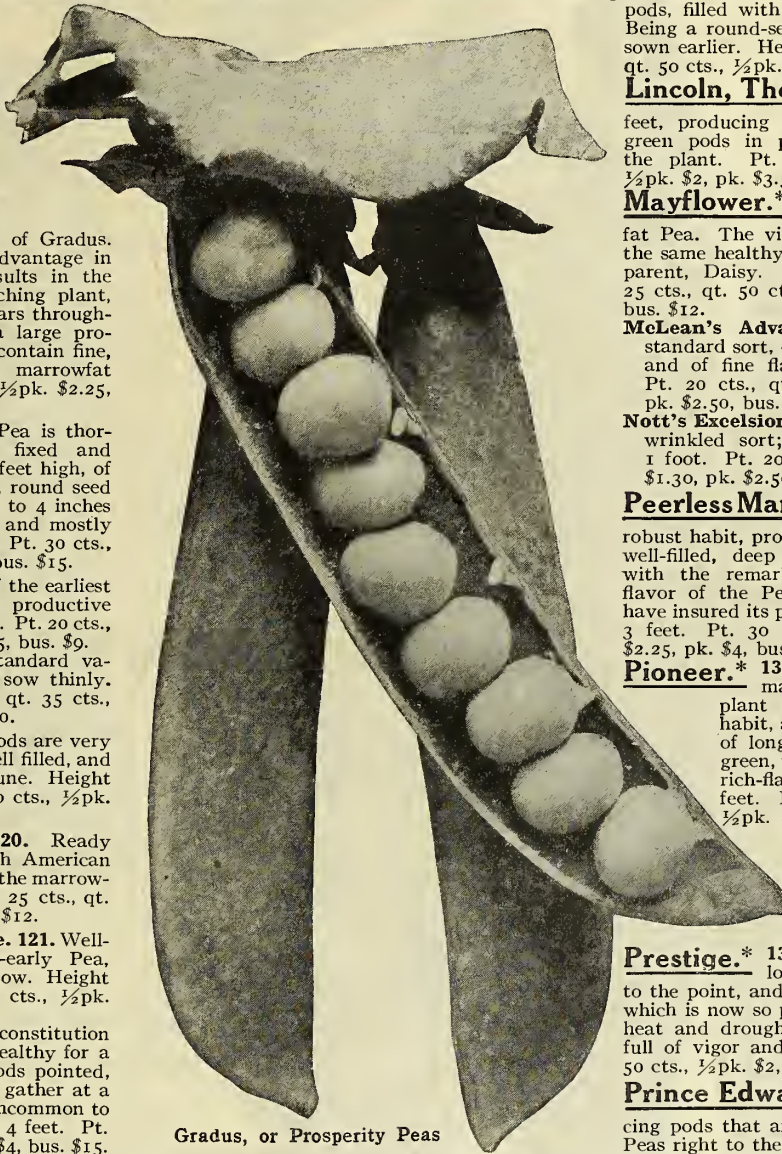 of Gradus.
dvantage in
sults in the
ching plant,
ars through-
a large pro-
contain fine,
marrowfat
½pk. $2.25,
Pea is thor-
fixed and
feet high, of
round seed
to 4 inches
and mostly
Pt. 30 cts.,
bus. $15.
the earliest
productive
. Pt. 20 cts.,
5, bus. $9.
tandard va-
sow thinly.
qt. 35 cts.,
o.
ods are very
ell filled, and
une. Height
o cts., ½pk.
20. Ready
h American
the marrow-
25 cts., qt.
$12.
e. 121. Well-
-early Pea,
ow. Height
cts., ½pk.
constitution
ealthy for a
ods pointed,
gather at a
ncommon to
4 feet. Pt.
$4, bus. $15.
Gradus, or Prosperity Peas
pods, filled with
Being a round-se
sown earlier. He
qt. 50 cts., ½pk.
Lincoln, The
feet, producing
green pods in p
the plant. Pt.
½pk. $2, pk. $3.
Mayflower.*
fat Pea. The vi
the same healthy
parent, Daisy.
25 cts., qt. 50 ct
bus. $12.
McLean's Adva
standard sort,
and of fine fla
Pt. 20 cts., q
pk. $2.50, bus.
Nott's Excelsior
wrinkled sort;
1 foot. Pt. 20
$1.30, pk. $2.50
Peerless Mar
robust habit, pro
well-filled, deep
with the remar
flavor of the Pe
have insured its p
3 feet. Pt. 30
$2.25, pk. $4, bus
Pioneer.* 13
ma
plant
habit, a
of long
green,
rich-fla
feet.
½pk.
Prestige.* 13
lo
to the point, and
which is now so p
heat and drough
full of vigor and
50 cts., ½pk. $2,
Prince Edwa
cing pods that a
Peas right to the